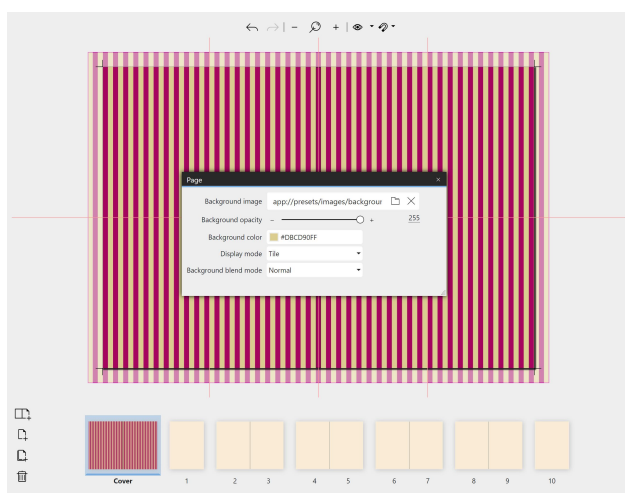 Page
Background image app://presets/images/backgrour
Background opacity − + 255
Background color #DBCD90FF
Display mode Tile
Background blend mode Normal
Cover 1 2 3 4 5 6 7 8 9 10